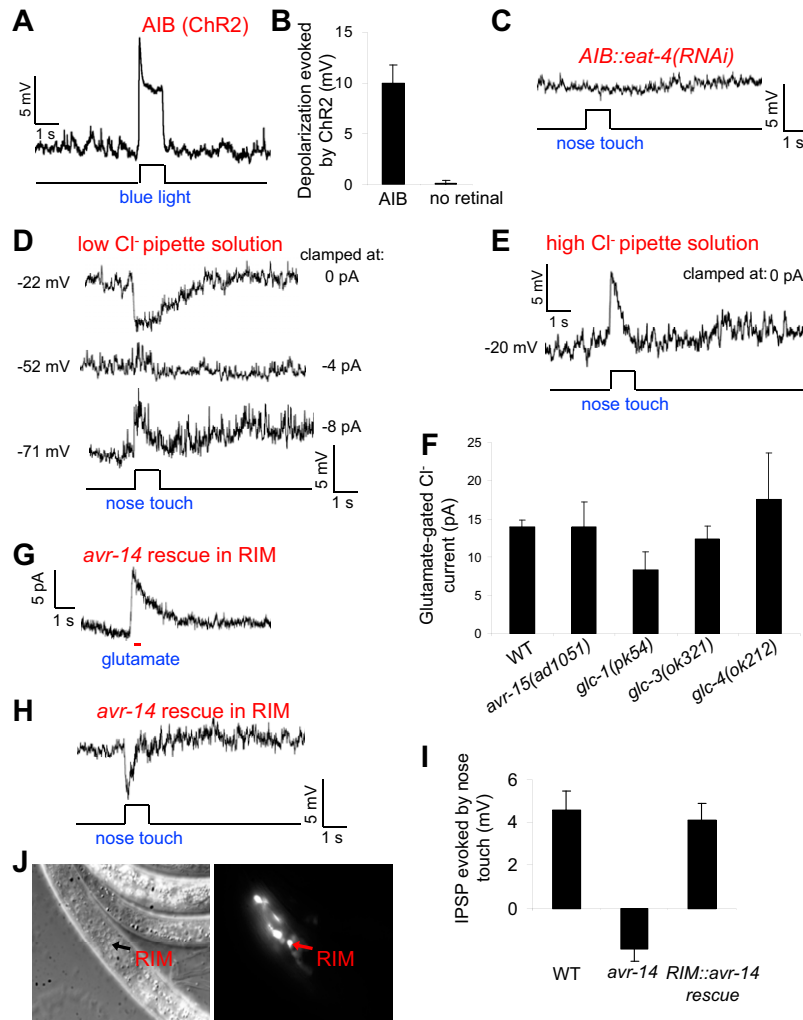 A
AIB (ChR2)
5 mV
1 s
blue light
B
Depolarization evoked
by ChR2 (mV)
15
10
5
0
AIB
no retinal
C
AIB::eat-4(RNAi)
nose touch
5 mV
1 s
D
low Cl- pipette solution
clamped at:
-22 mV
0 pA
-52 mV
-4 pA
-71 mV
-8 pA
nose touch
5 mV
1 s
E
high Cl- pipette solution
5 mV
1 s
clamped at: 0 pA
-20 mV
nose touch
F
Glutamate-gated Cl-
current (pA)
25
20
15
10
5
0
WT
avr-15(ad1051)
glc-1(pk54)
glc-3(ok321)
glc-4(ok212)
G
avr-14 rescue in RIM
5 pA
1 s
glutamate
H
avr-14 rescue in RIM
nose touch
5 mV
1 s
I
IPSP evoked by nose
touch (mV)
6
4
2
0
WT
avr-14
RIM::avr-14
rescue
J
RIM
RIM